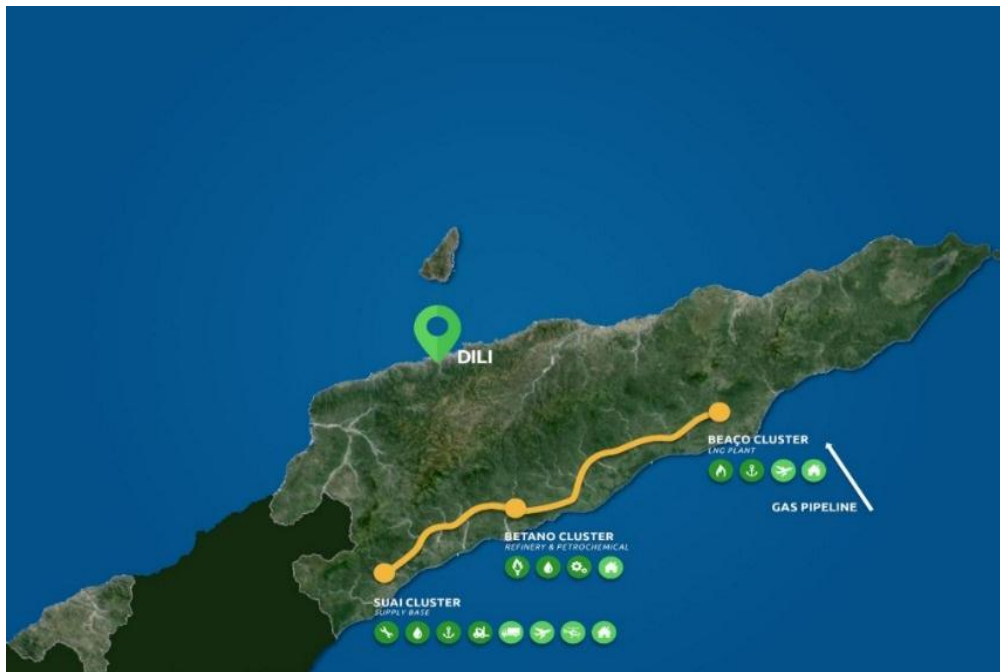 DILI
BEAÇO CLUSTER
LNG PLANT
GAS PIPELINE
BETANO CLUSTER
REFINERY & PETROCHEMICAL
SUAI CLUSTER
SUPPLY BASE